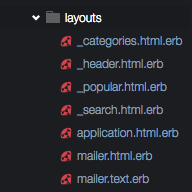 layouts
_categories.html.erb
_header.html.erb
_popular.html.erb
_search.html.erb
application.html.erb
mailer.html.erb
mailer.text.erb